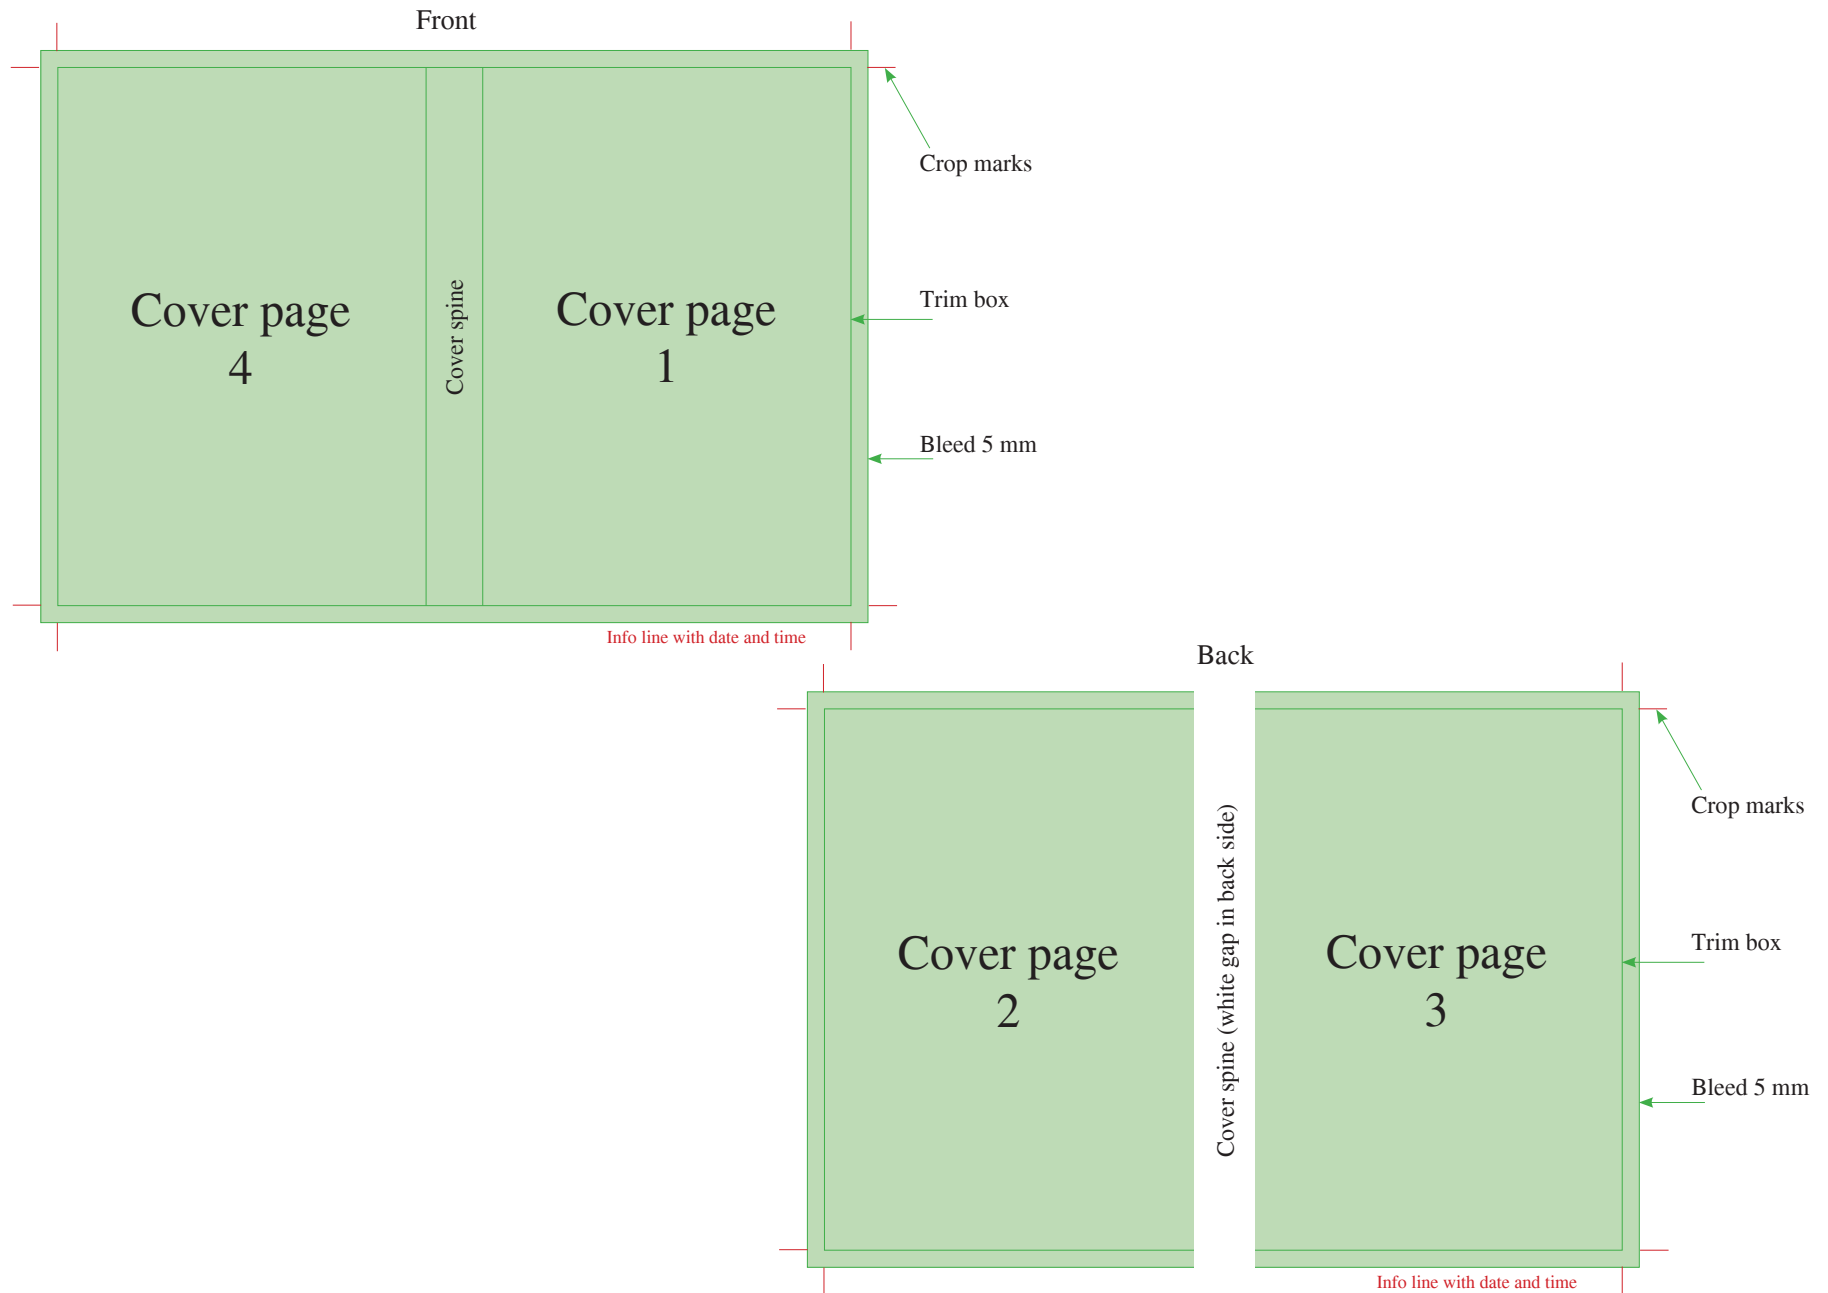 Front
Crop marks
Cover page
4
Cover spine
Cover page
1
Trim box
Bleed 5 mm
Info line with date and time
Back
Crop marks
Cover page
2
Cover spine (white gap in back side)
Cover page
3
Trim box
Bleed 5 mm
Info line with date and time